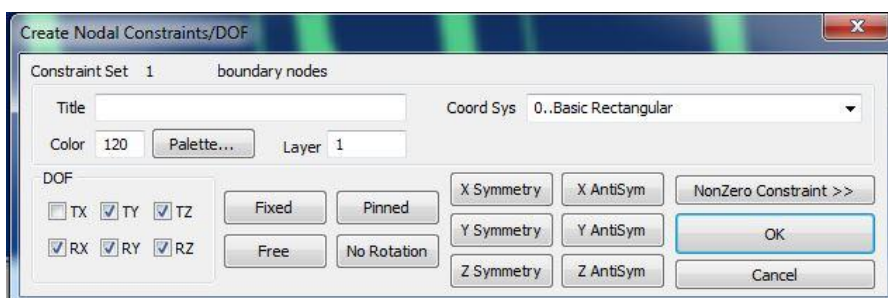 Create Nodal Constraints/DOF
Constraint Set 1 boundary nodes
Title Coord Sys 0..Basic Rectangular
Color 120 Palette... Layer 1
DOF
TX TY TZ
RX RY RZ
Fixed Pinned
Free No Rotation
X Symmetry X AntiSym
Y Symmetry Y AntiSym
Z Symmetry Z AntiSym
NonZero Constraint >>
OK
Cancel